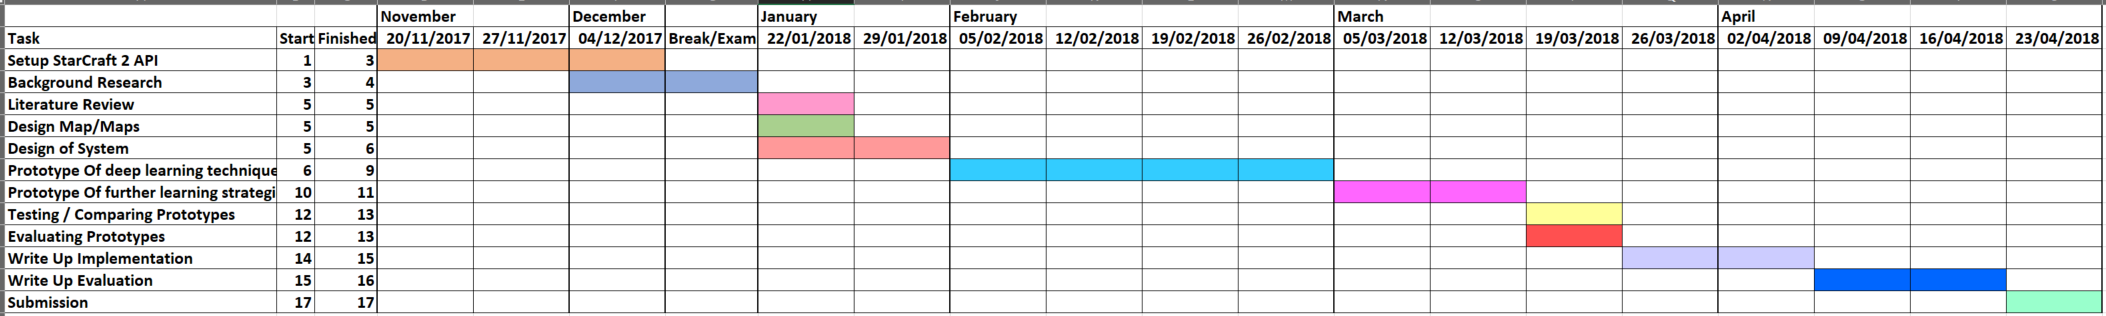 November December January February March April
Task Start Finished 20/11/2017 27/11/2017 04/12/2017 Break/Exam 22/01/2018 29/01/2018 05/02/2018 12/02/2018 19/02/2018 26/02/2018 05/03/2018 12/03/2018 19/03/2018 26/03/2018 02/04/2018 09/04/2018 16/04/2018 23/04/2018
Setup StarCraft 2 API 1 3
Background Research 3 4
Literature Review 5 5
Design Map/Maps 5 5
Design of System 5 6
Prototype Of deep learning technique 6 9
Prototype Of further learning strategi 10 11
Testing / Comparing Prototypes 12 13
Evaluating Prototypes 12 13
Write Up Implementation 14 15
Write Up Evaluation 15 16
Submission 17 17